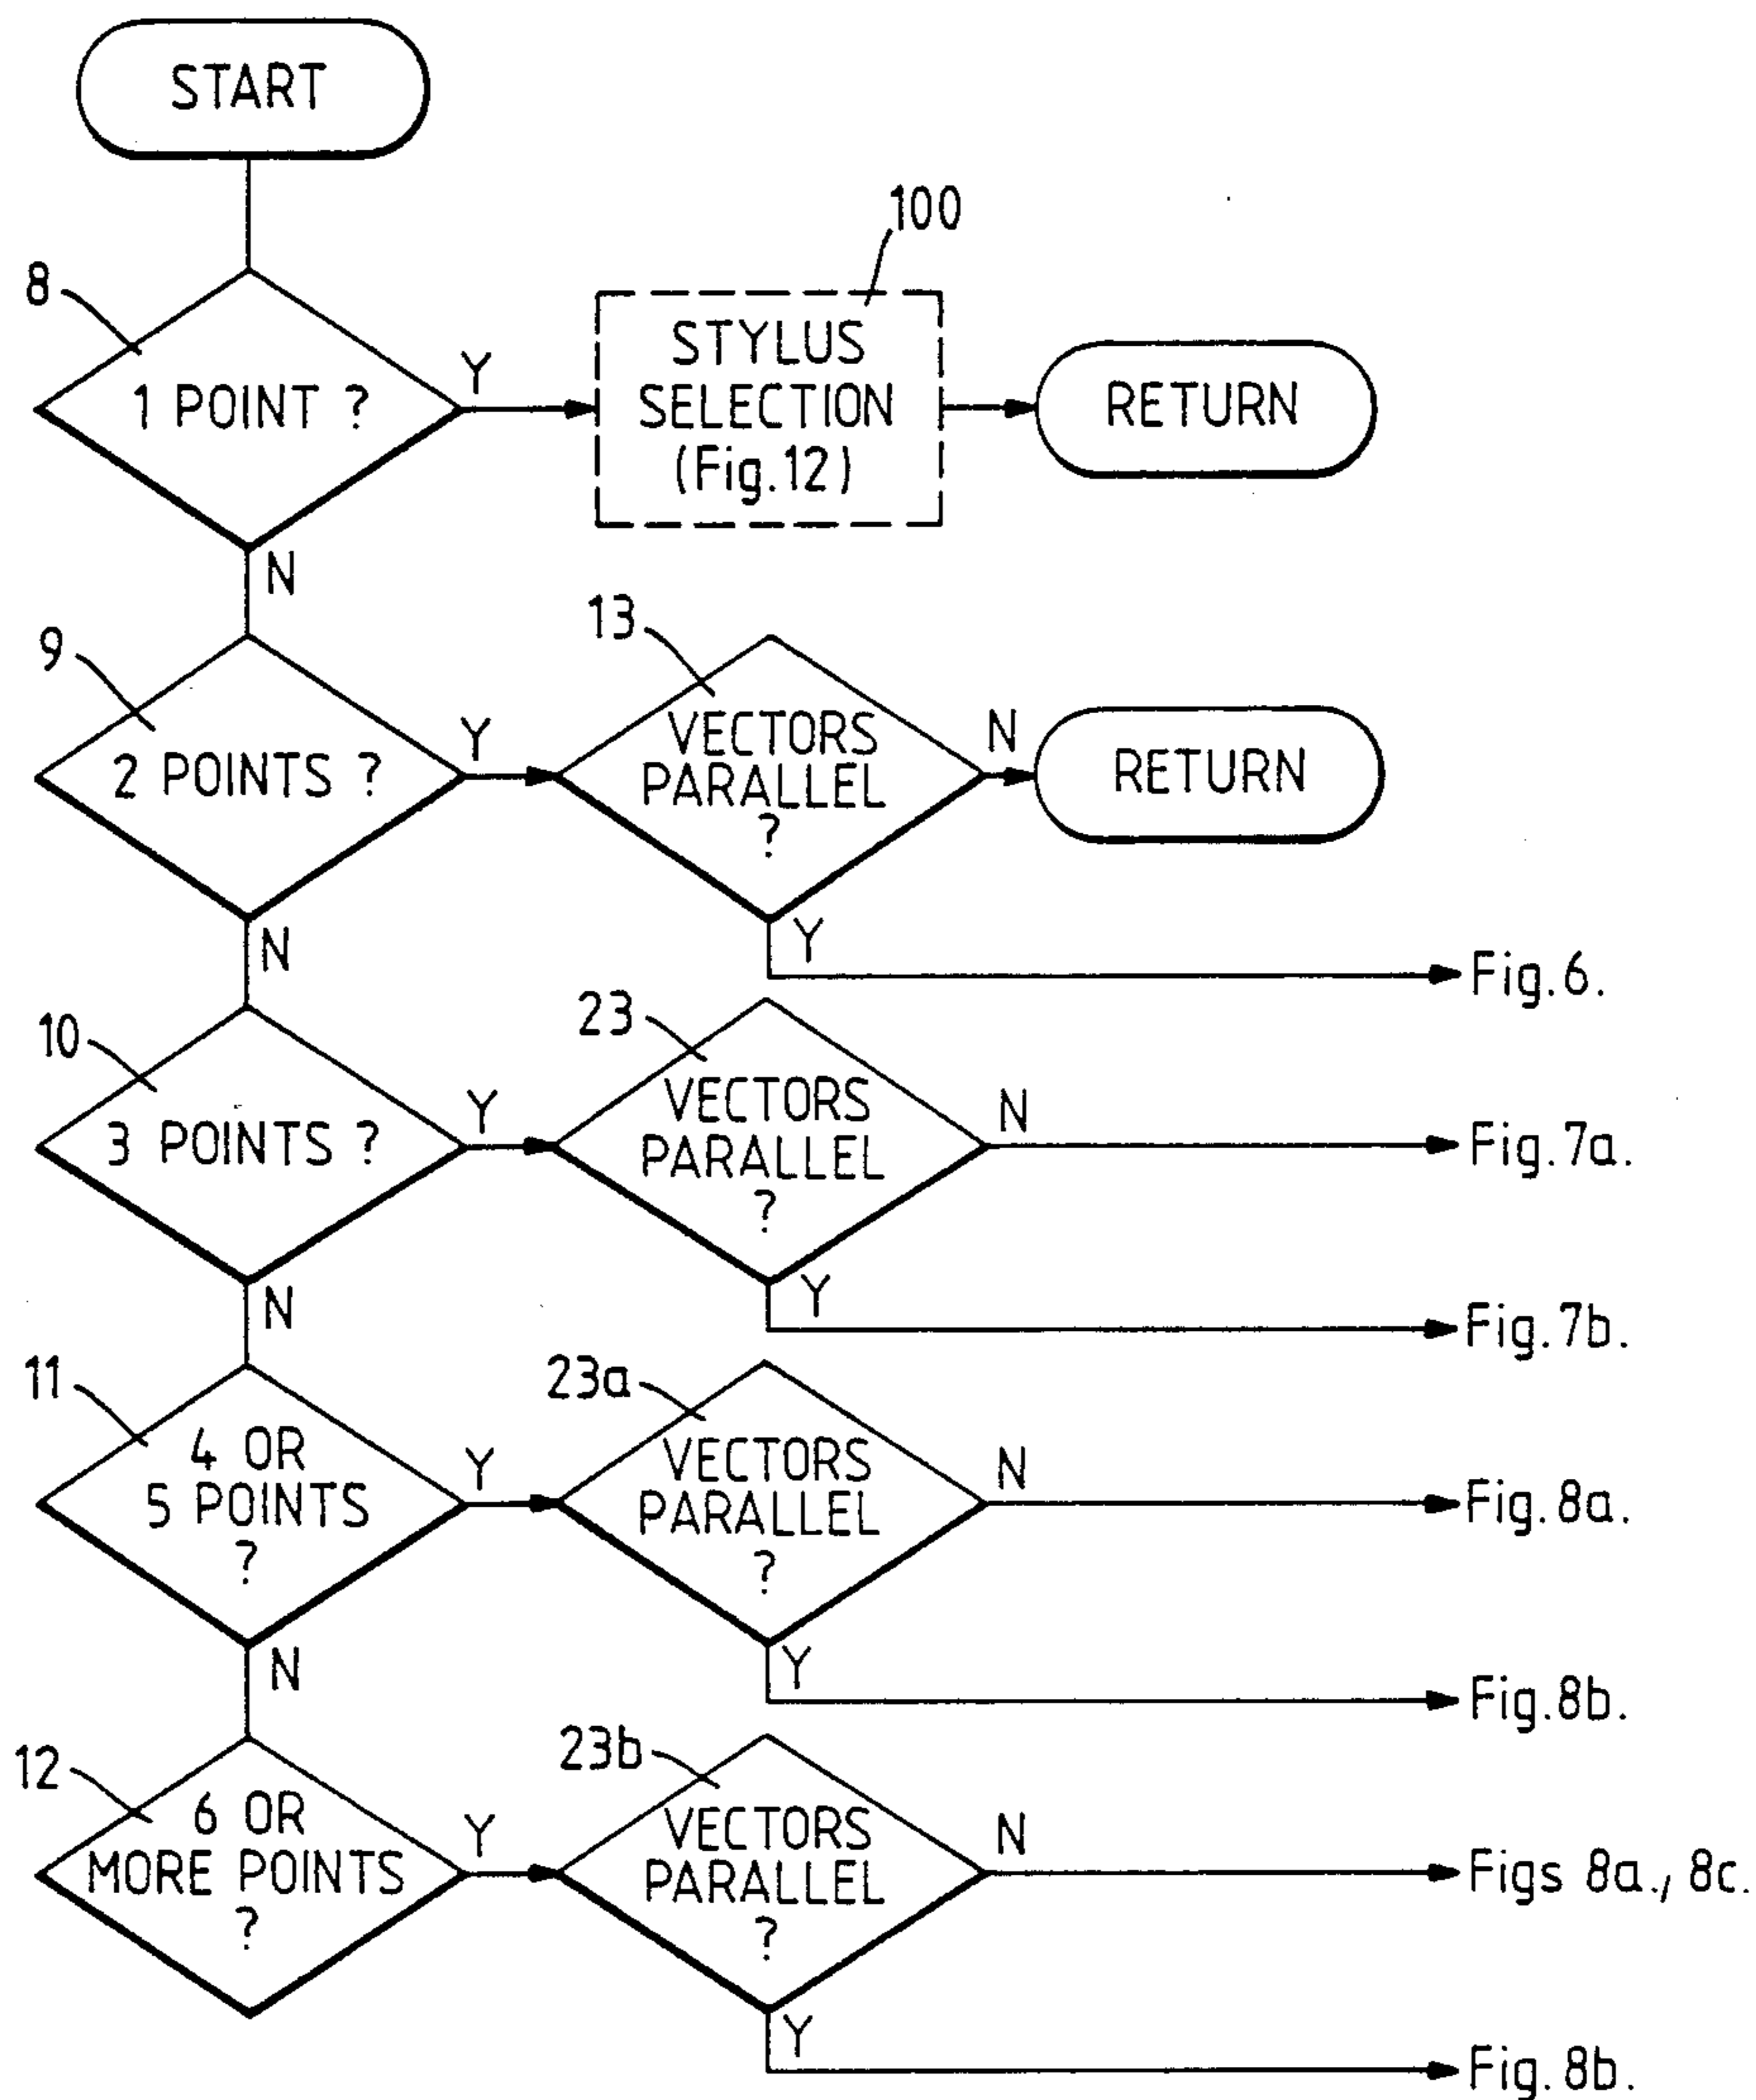 START
100
8
1 POINT ?
Y
STYLUS
SELECTION
(Fig.12)
RETURN
N
9
2 POINTS ?
Y
13
VECTORS
PARALLEL
?
N
RETURN
Y
Fig.6.
N
10
3 POINTS ?
Y
23
VECTORS
PARALLEL
?
N
Fig.7a.
Y
Fig.7b.
N
11
4 OR
5 POINTS
?
Y
23a
VECTORS
PARALLEL
?
N
Fig.8a.
Y
Fig.8b.
N
12
6 OR
MORE POINTS
?
Y
23b
VECTORS
PARALLEL
?
N
Figs 8a., 8c.
Y
Fig.8b.